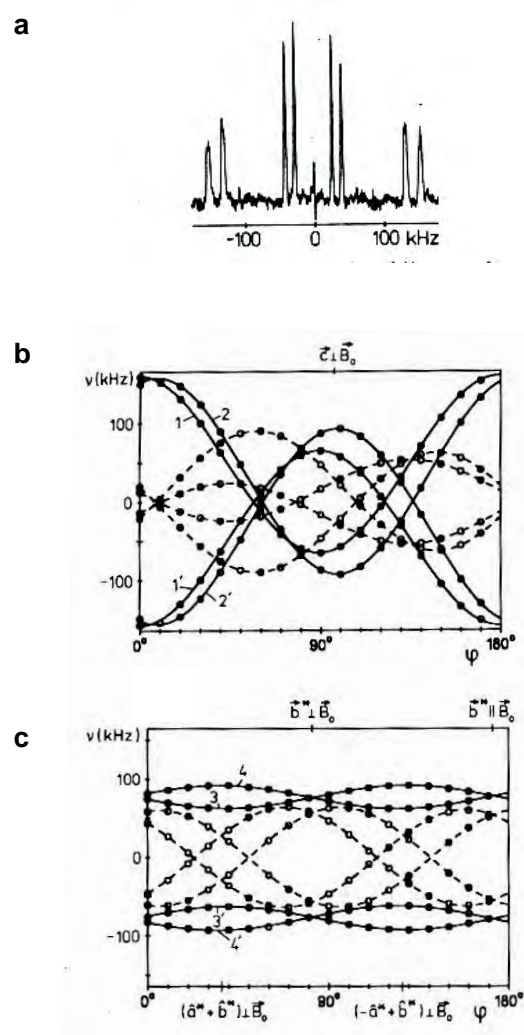 a
-100 0 100 kHz
b
c⃗⊥B⃗₀
ν(kHz)
100
1 2
0
1' 2'
-100
0° 90° 180°
φ
c
b⃗*⊥B⃗₀ b⃗*∥B⃗₀
ν(kHz)
100
4
3
0
3'
4'
-100
0° 90° φ 180°
(a⃗*+b⃗*)⊥B⃗₀ (-a⃗*+b⃗*)⊥B⃗₀